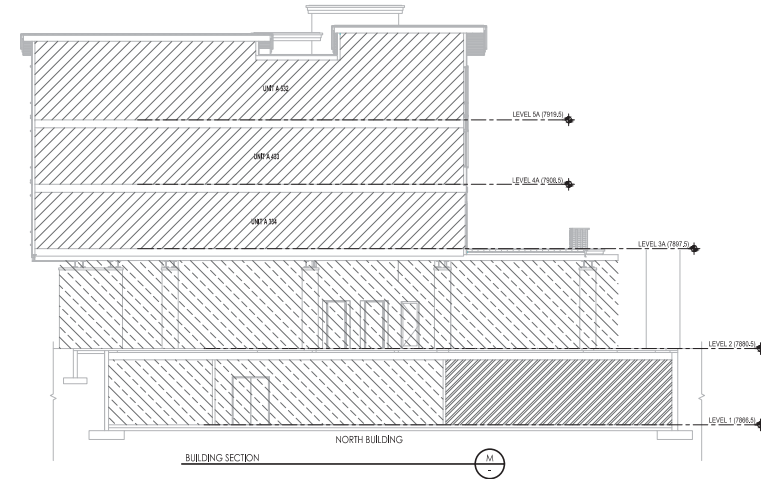 UNIT A 532
LEVEL 5A (7919.5)
UNIT A 433
LEVEL 4A (7908.5)
UNIT A 334
LEVEL 3A (7897.5)
LEVEL 2 (7880.5)
LEVEL 1 (7866.5)
NORTH BUILDING
BUILDING SECTION
M
-